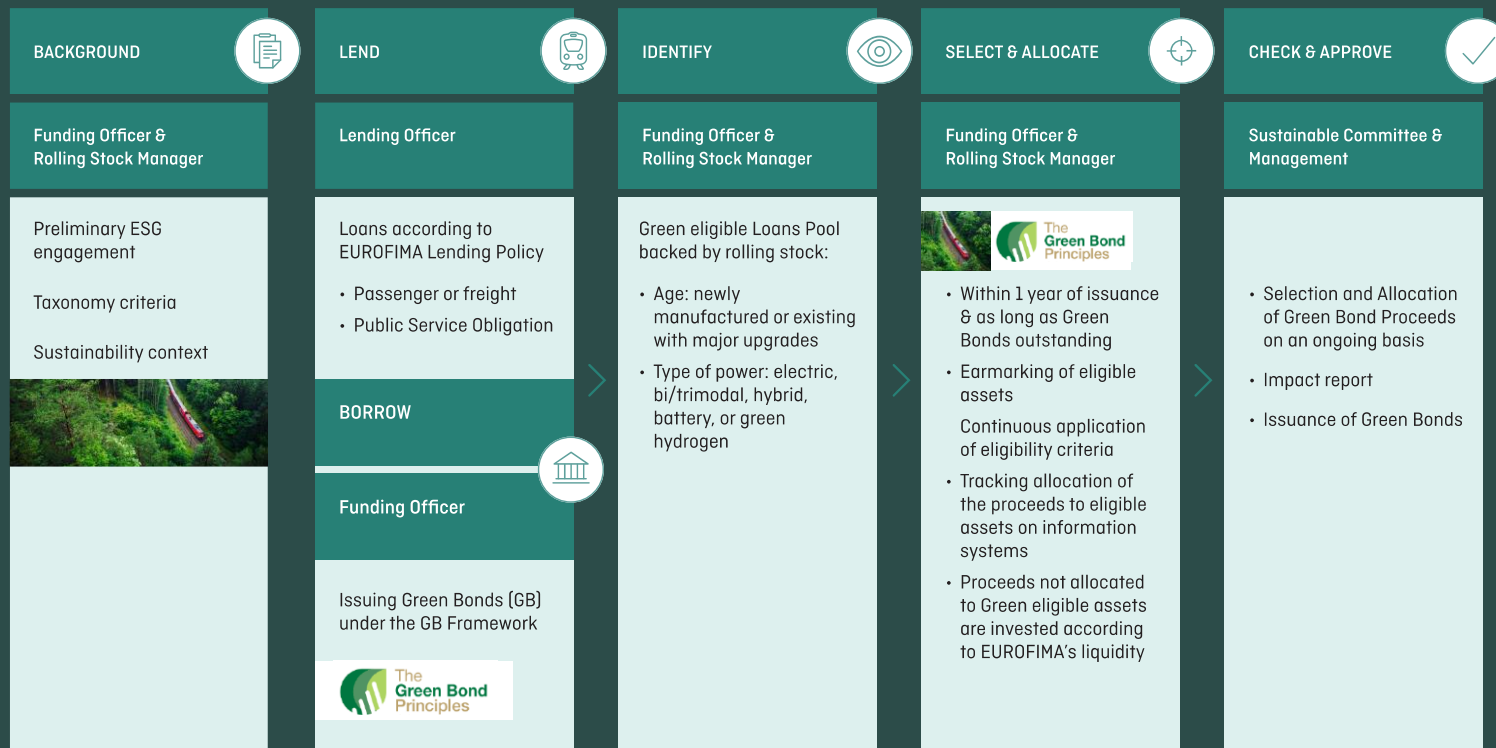 BACKGROUND
Funding Officer &
Rolling Stock Manager
Preliminary ESG
engagement
Taxonomy criteria
Sustainability context
LEND
Lending Officer
Loans according to
EUROFIMA Lending Policy
• Passenger or freight
• Public Service Obligation
BORROW
Funding Officer
Issuing Green Bonds (GB)
under the GB Framework
The
Green Bond
Principles
IDENTIFY
Funding Officer &
Rolling Stock Manager
Green eligible Loans Pool
backed by rolling stock:
• Age: newly
manufactured or existing
with major upgrades
• Type of power: electric,
bi/trimodal, hybrid,
battery, or green
hydrogen
SELECT & ALLOCATE
Funding Officer &
Rolling Stock Manager
The
Green Bond
Principles
• Within 1 year of issuance
& as long as Green
Bonds outstanding
• Earmarking of eligible
assets
Continuous application
of eligibility criteria
• Tracking allocation of
the proceeds to eligible
assets on information
systems
• Proceeds not allocated
to Green eligible assets
are invested according
to EUROFIMA's liquidity
CHECK & APPROVE
Sustainable Committee &
Management
• Selection and Allocation
of Green Bond Proceeds
on an ongoing basis
• Impact report
• Issuance of Green Bonds